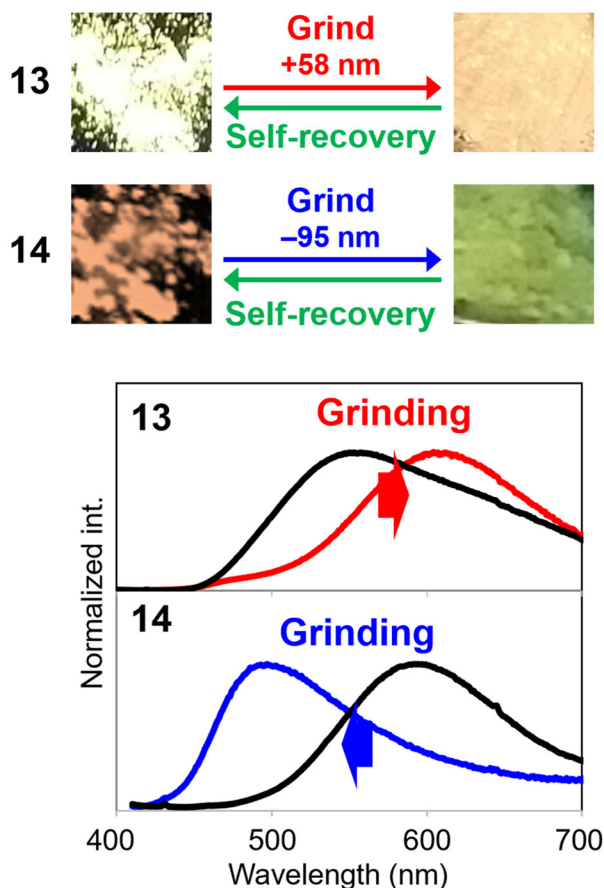 13
Grind
+58 nm
Self-recovery
14
Grind
–95 nm
Self-recovery
13
Grinding
14
Grinding
Normalized int.
400 500 600 700
Wavelength (nm)